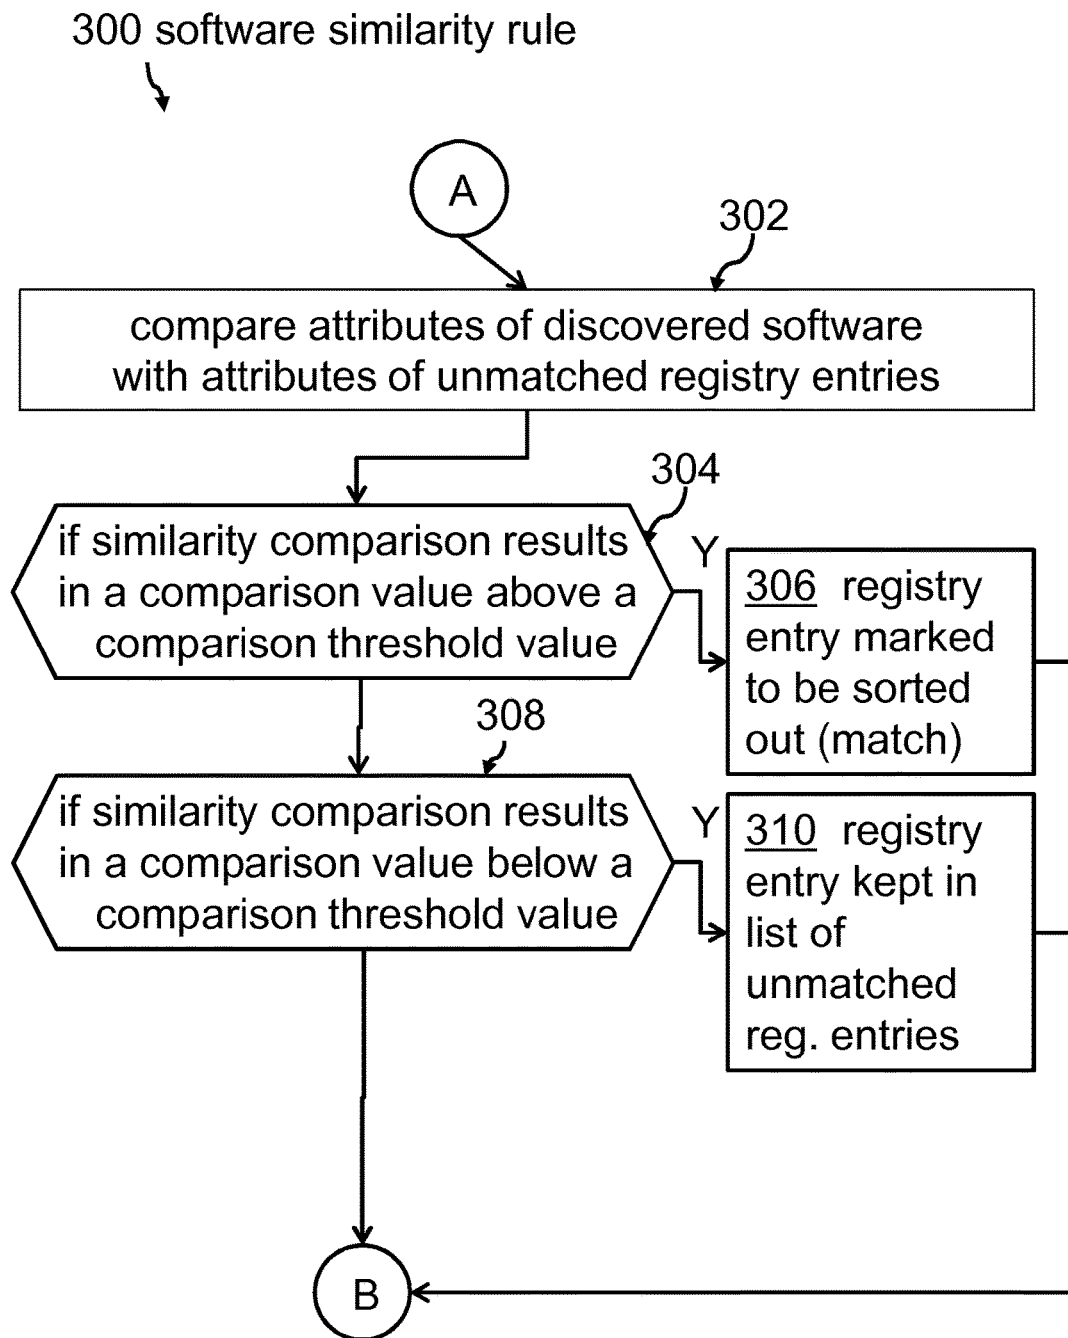 300 software similarity rule
A
302
compare attributes of discovered software
with attributes of unmatched registry entries
304
if similarity comparison results
in a comparison value above a
comparison threshold value
Y
306 registry
entry marked
to be sorted
out (match)
308
if similarity comparison results
in a comparison value below a
comparison threshold value
Y
310 registry
entry kept in
list of
unmatched
reg. entries
B